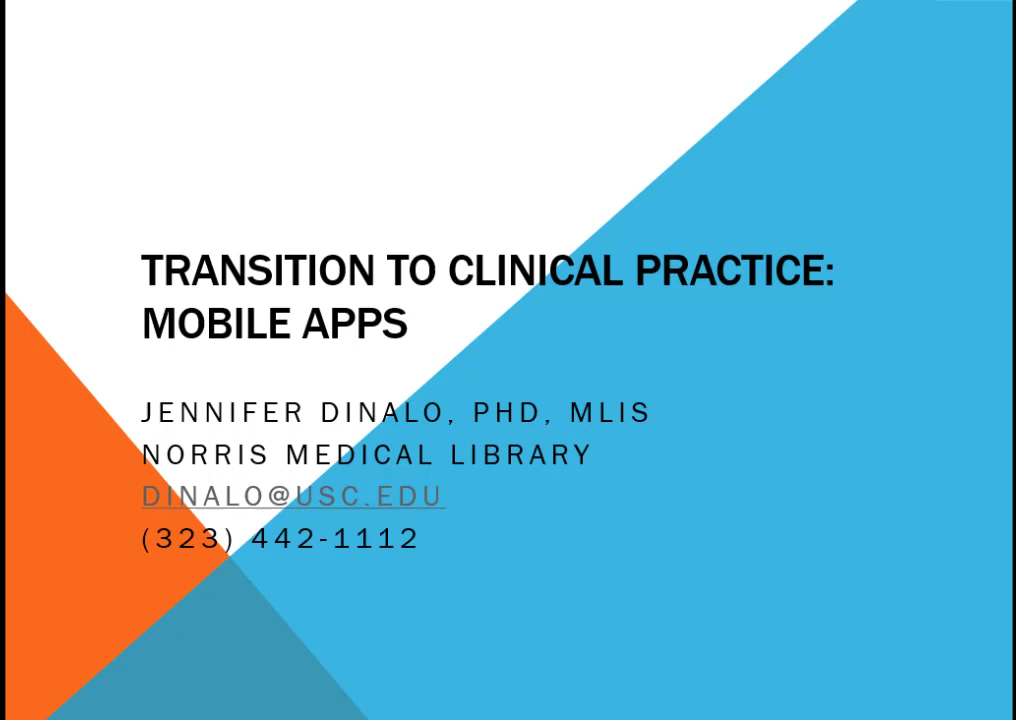 TRANSITION TO CLINICAL PRACTICE:
MOBILE APPS
JENNIFER DINALO, PHD, MLIS
NORRIS MEDICAL LIBRARY
DINALO@USC.EDU
(323) 442-1112